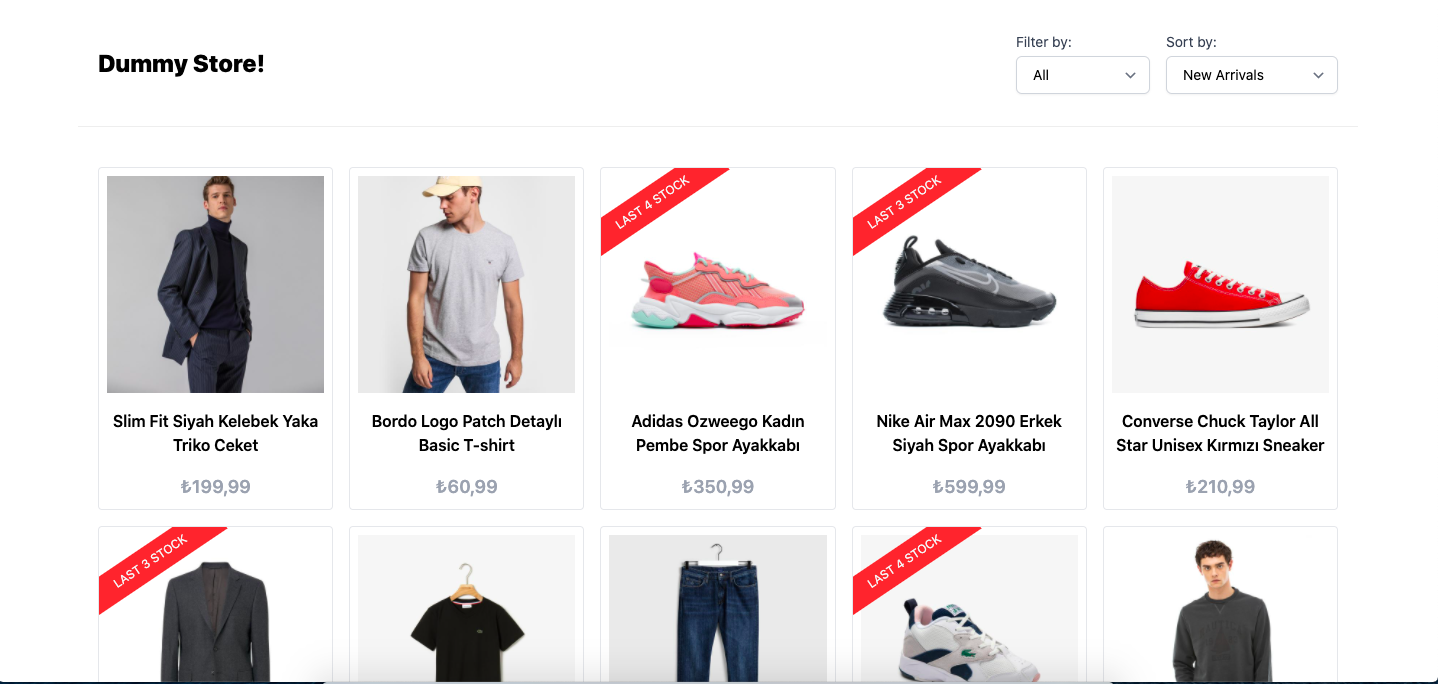 Dummy Store!
Filter by:
All
Sort by:
New Arrivals
LAST 4 STOCK
LAST 3 STOCK
Slim Fit Siyah Kelebek Yaka
Triko Ceket
₺199,99
Bordo Logo Patch Detaylı
Basic T-shirt
₺60,99
Adidas Ozweego Kadın
Pembe Spor Ayakkabı
₺350,99
Nike Air Max 2090 Erkek
Siyah Spor Ayakkabı
₺599,99
Converse Chuck Taylor All
Star Unisex Kırmızı Sneaker
₺210,99
LAST 3 STOCK
LAST 4 STOCK